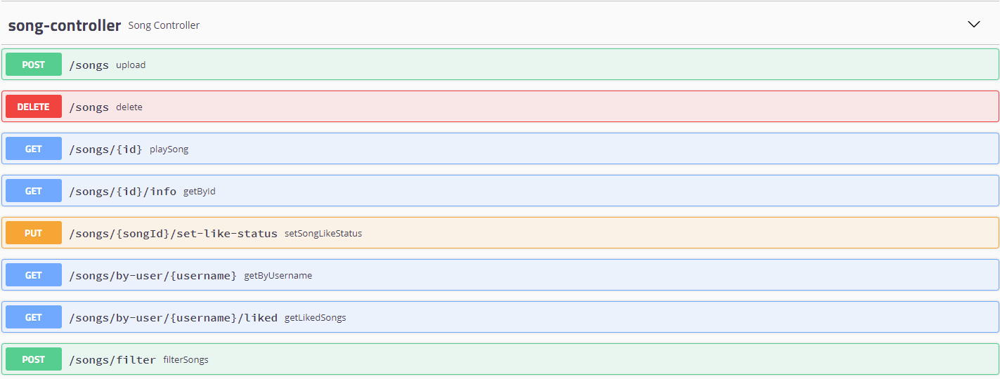 song-controller Song Controller
POST /songs upload
DELETE /songs delete
GET /songs/{id} playSong
GET /songs/{id}/info getById
PUT /songs/{songId}/set-like-status setSongLikeStatus
GET /songs/by-user/{username} getByUsername
GET /songs/by-user/{username}/liked getLikedSongs
POST /songs/filter filterSongs